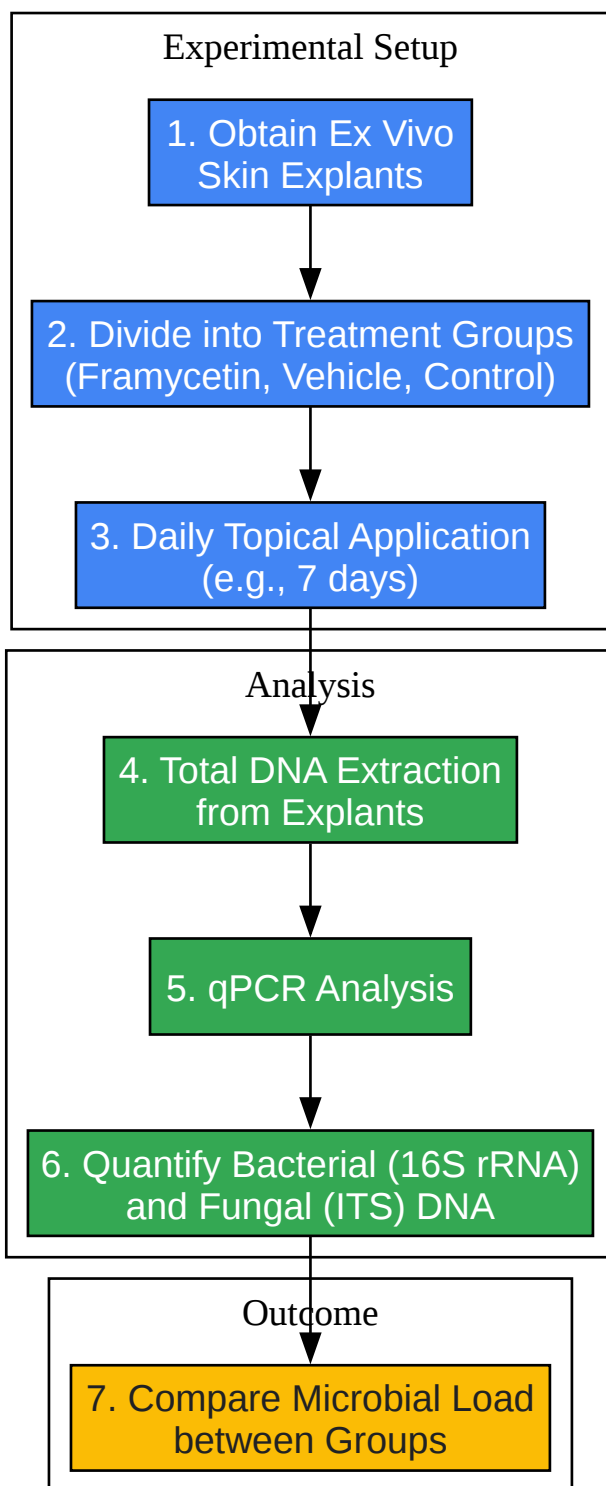 Experimental Setup
1. Obtain Ex Vivo
Skin Explants
2. Divide into Treatment Groups
(Framycetin, Vehicle, Control)
3. Daily Topical Application
(e.g., 7 days)
Analysis
4. Total DNA Extraction
from Explants
5. qPCR Analysis
6. Quantify Bacterial (16S rRNA)
and Fungal (ITS) DNA
Outcome
7. Compare Microbial Load
between Groups